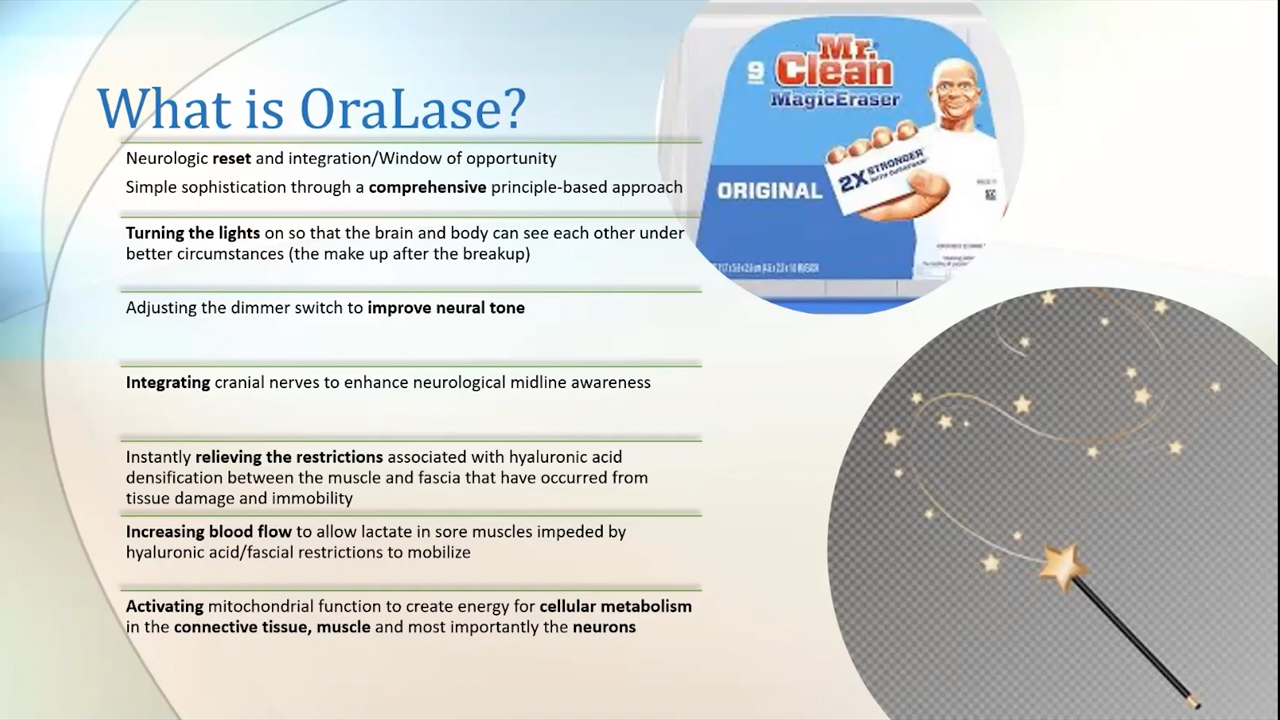 What is OraLase?
Neurologic reset and integration/Window of opportunity
Simple sophistication through a comprehensive principle-based approach
Turning the lights on so that the brain and body can see each other under
better circumstances (the make up after the breakup)
Adjusting the dimmer switch to improve neural tone
Integrating cranial nerves to enhance neurological midline awareness
Instantly relieving the restrictions associated with hyaluronic acid
densification between the muscle and fascia that have occurred from
tissue damage and immobility
Increasing blood flow to allow lactate in sore muscles impeded by
hyaluronic acid/fascial restrictions to mobilize
Activating mitochondrial function to create energy for cellular metabolism
in the connective tissue, muscle and most importantly the neurons
9
Mr.
Clean
MagicEraser
2X STRONGER
ORIGINAL